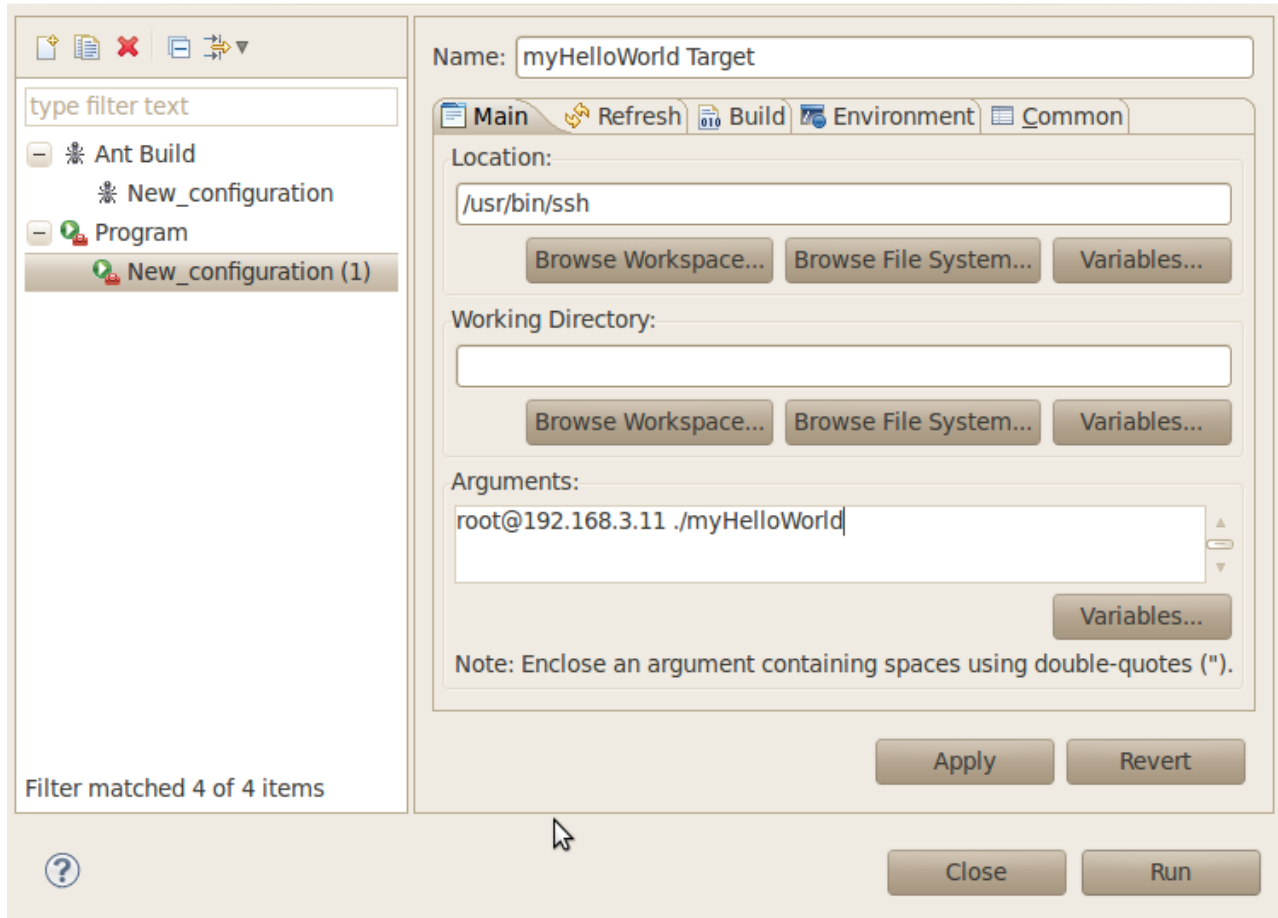 type filter text
Ant Build
New_configuration
Program
New_configuration (1)
Filter matched 4 of 4 items
Name: myHelloWorld Target
Main Refresh Build Environment Common
Location:
/usr/bin/ssh
Browse Workspace... Browse File System... Variables...
Working Directory:
Browse Workspace... Browse File System... Variables...
Arguments:
root@192.168.3.11 ./myHelloWorld
Variables...
Note: Enclose an argument containing spaces using double-quotes (").
Apply Revert
? Close Run